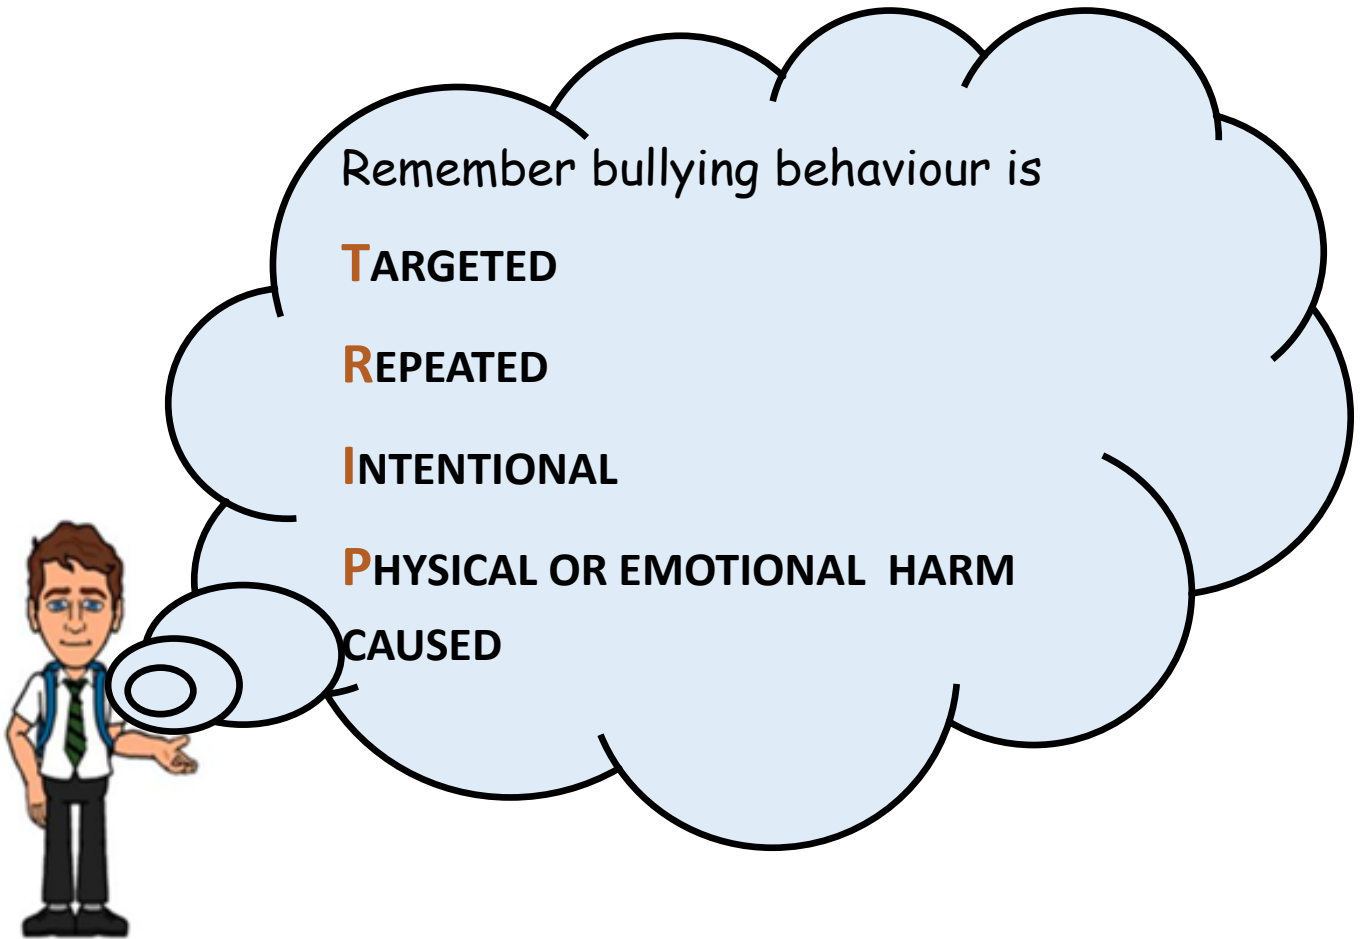 Remember bullying behaviour is
TARGETED
REPEATED
INTENTIONAL
PHYSICAL OR EMOTIONAL HARM
CAUSED